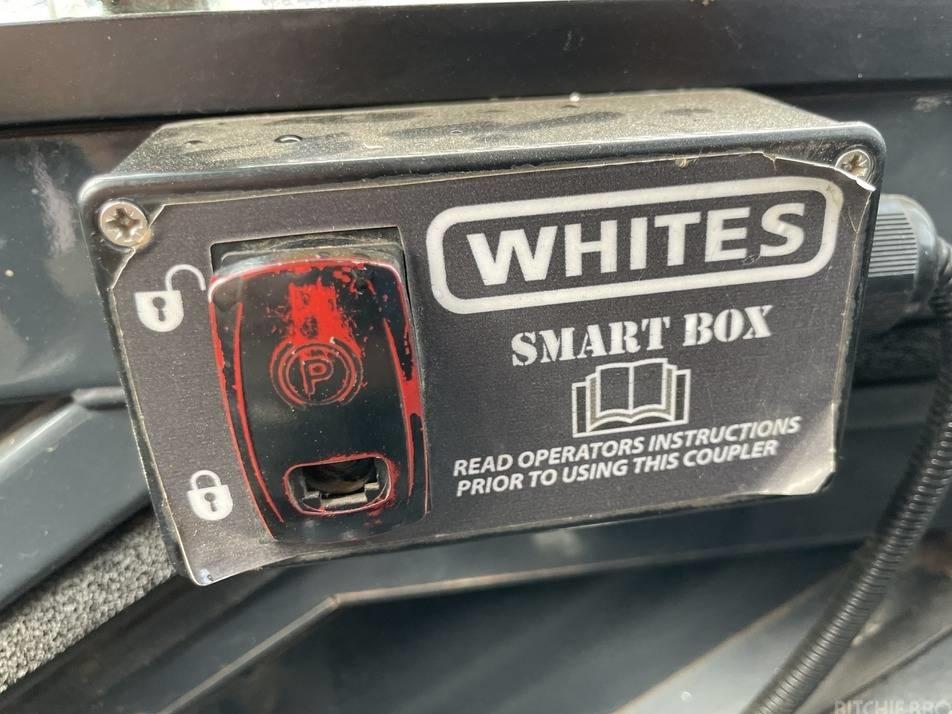 WHITES
SMART BOX
P
READ OPERATORS INSTRUCTIONS
PRIOR TO USING THIS COUPLER